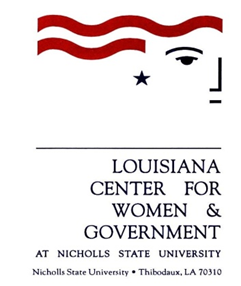 LOUISIANA
CENTER FOR
WOMEN &
GOVERNMENT
AT NICHOLLS STATE UNIVERSITY
Nicholls State University • Thibodaux, LA 70310